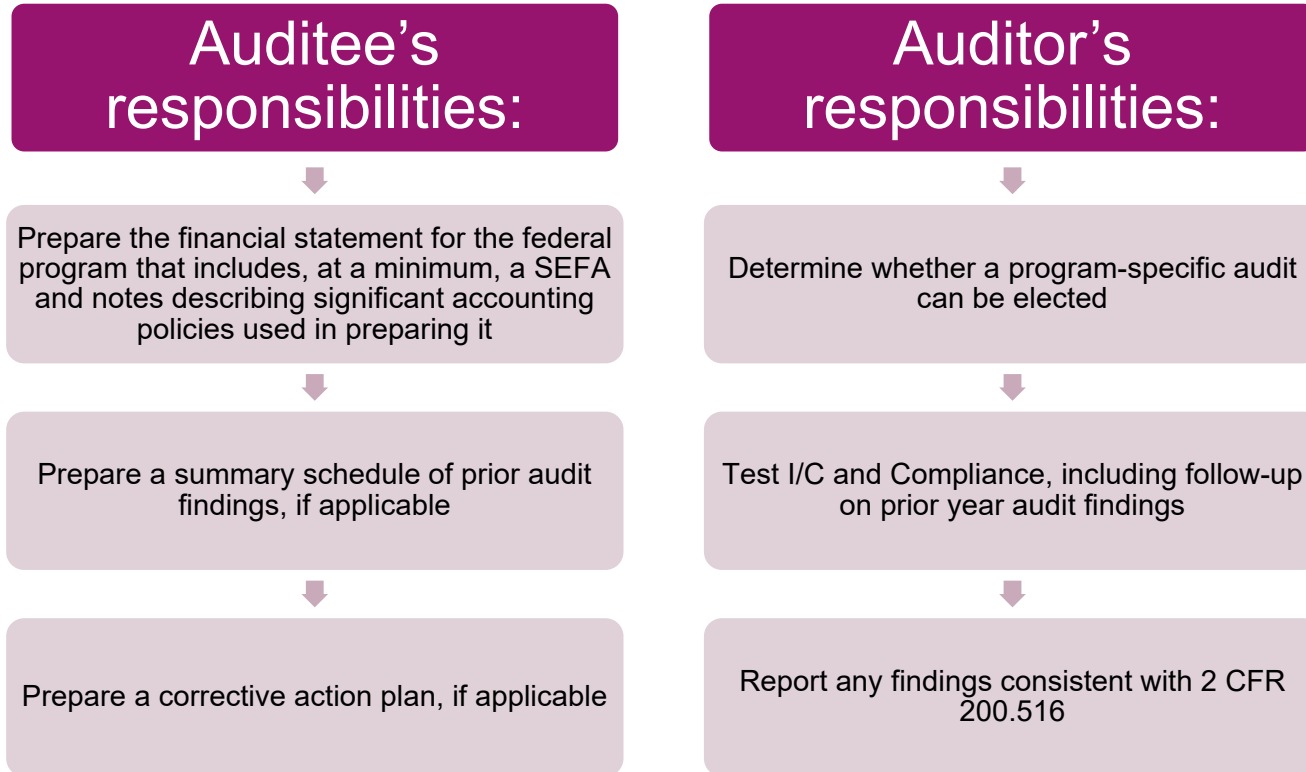 Auditee’s
responsibilities:
Prepare the financial statement for the federal
program that includes, at a minimum, a SEFA
and notes describing significant accounting
policies used in preparing it
Prepare a summary schedule of prior audit
findings, if applicable
Prepare a corrective action plan, if applicable
Auditor’s
responsibilities:
Determine whether a program-specific audit
can be elected
Test I/C and Compliance, including follow-up
on prior year audit findings
Report any findings consistent with 2 CFR
200.516